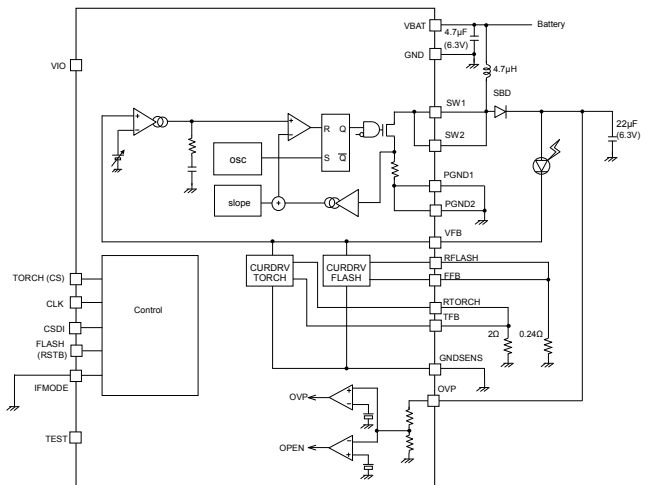 VBAT
Battery
4.7µF
(6.3V)
GND
VIO
4.7µH
SBD
SW1
22µF
(6.3V)
R
Q
SW2
OSC
S
Q
PGND1
slope
+
PGND2
VFB
RFLASH
CURDRV
TORCH
CURDRV
FLASH
FFB
TORCH (CS)
RTORCH
CLK
Control
TFB
CSDI
2Ω
0.24Ω
FLASH
(RSTB)
GNDSENS
IFMODE
OVP
OVP
TEST
OPEN